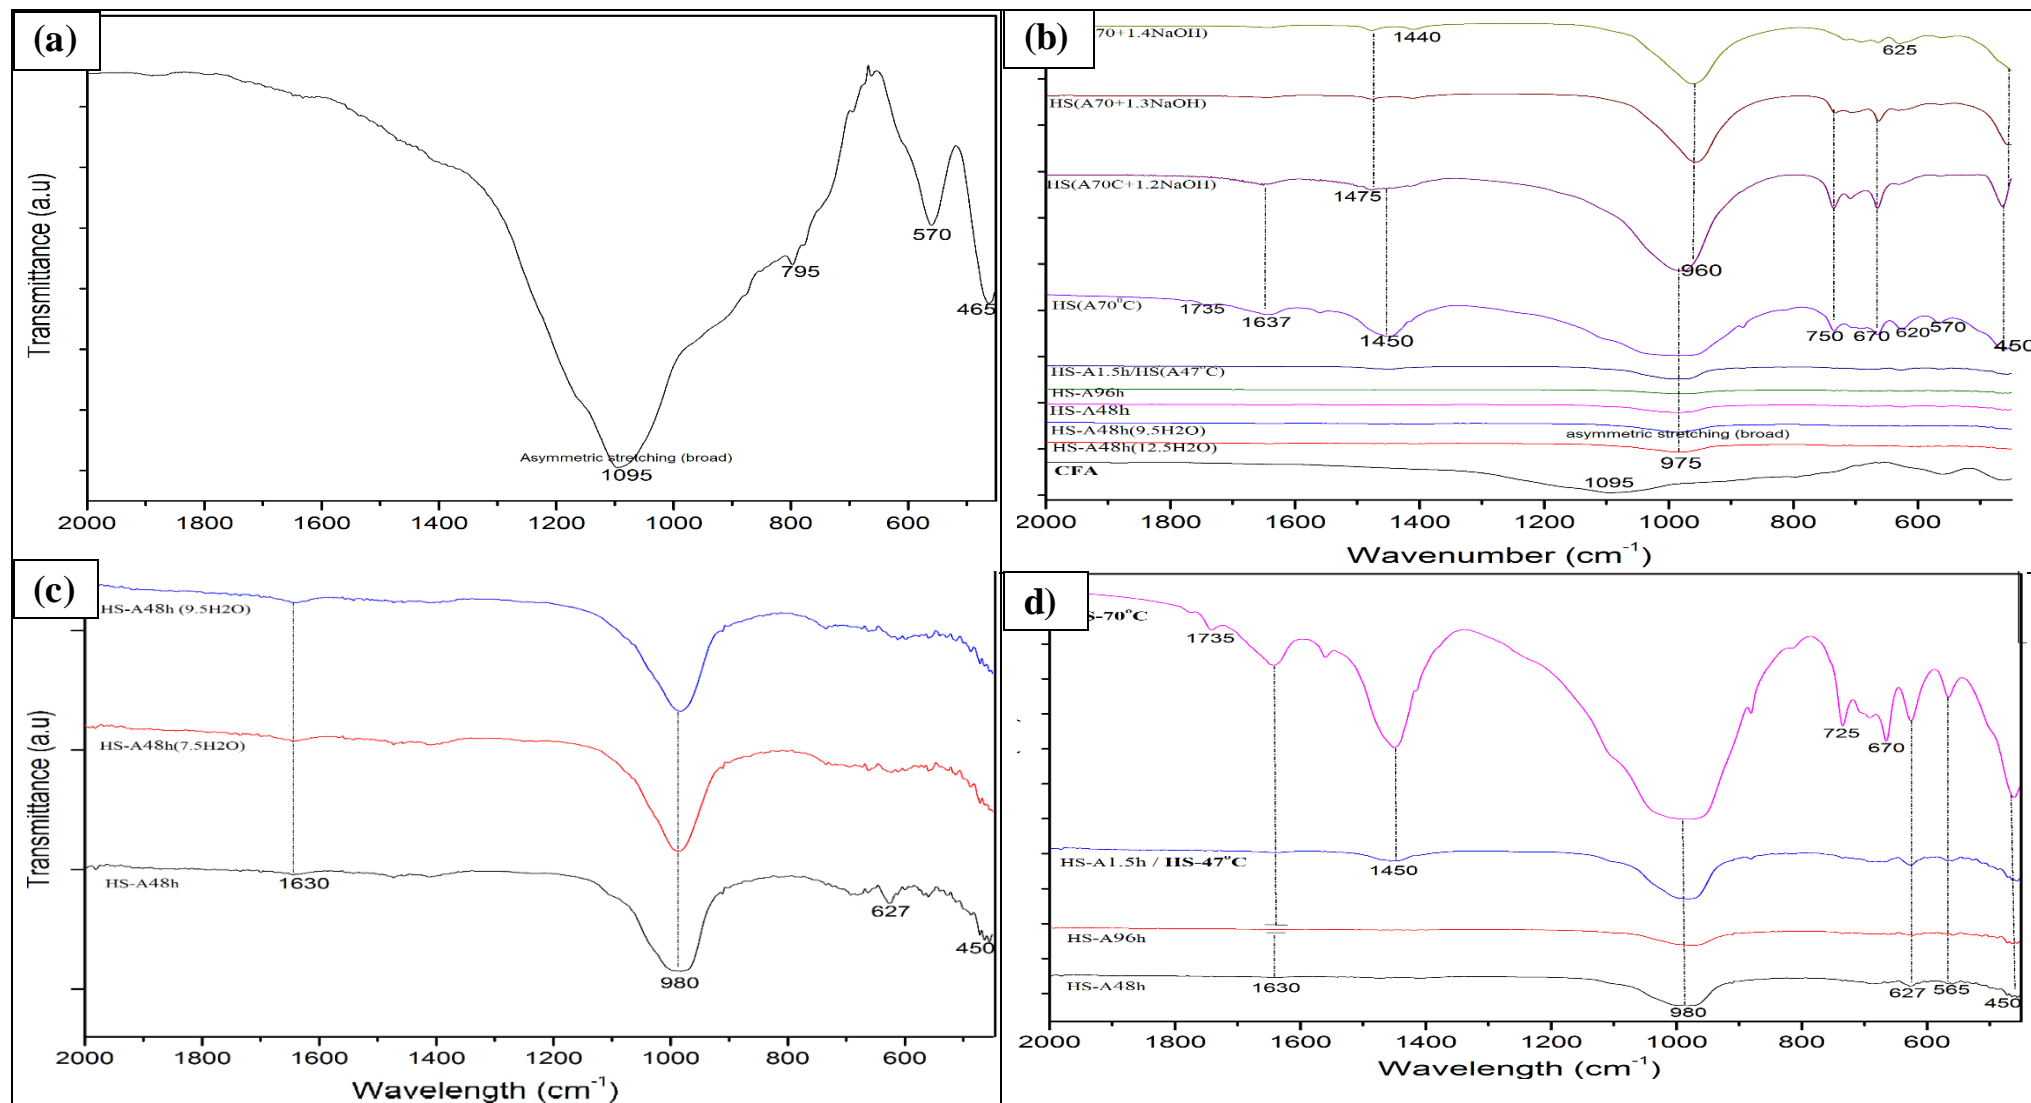 (a)
Transmittance (a.u)
570
795
465
Asymmetric stretching (broad)
1095
2000 1800 1600 1400 1200 1000 800 600
(b)
70+1.4NaOH)
1440
625
HS(A70+1.3NaOH)
HS(A70C+1.2NaOH)
1475
960
HS(A70°C)
1735
1637
1450
750 670 620 570
450
HS-A1.5h/HS(A47°C)
HS-A96h
HS-A48h
HS-A48h(9.5H2O)
asymmetric stretching (broad)
HS-A48h(12.5H2O)
975
CFA
1095
2000 1800 1600 1400 1200 1000 800 600
Wavenumber (cm-1)
(c)
Transmittance (a.u)
HS-A48h (9.5H2O)
HS-A48h(7.5H2O)
HS-A48h
1630
627
450
980
2000 1800 1600 1400 1200 1000 800 600
Wavelength (cm-1)
d)
S-70°C
1735
725
670
HS-A1.5h / HS-47°C
1450
HS-A96h
HS-A48h
1630
980
627 565
450
2000 1800 1600 1400 1200 1000 800 600
Wavelength (cm-1)